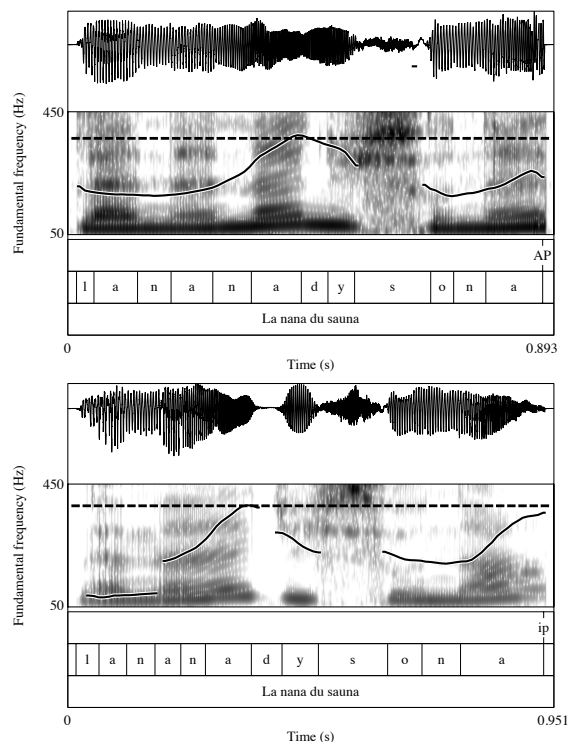 Fundamental frequency (Hz)
450
50
AP
l a n a n a d y s o n a
La nana du sauna
0 0.893
Time (s)
Fundamental frequency (Hz)
450
50
ip
l a n a n a d y s o n a
La nana du sauna
0 0.951
Time (s)